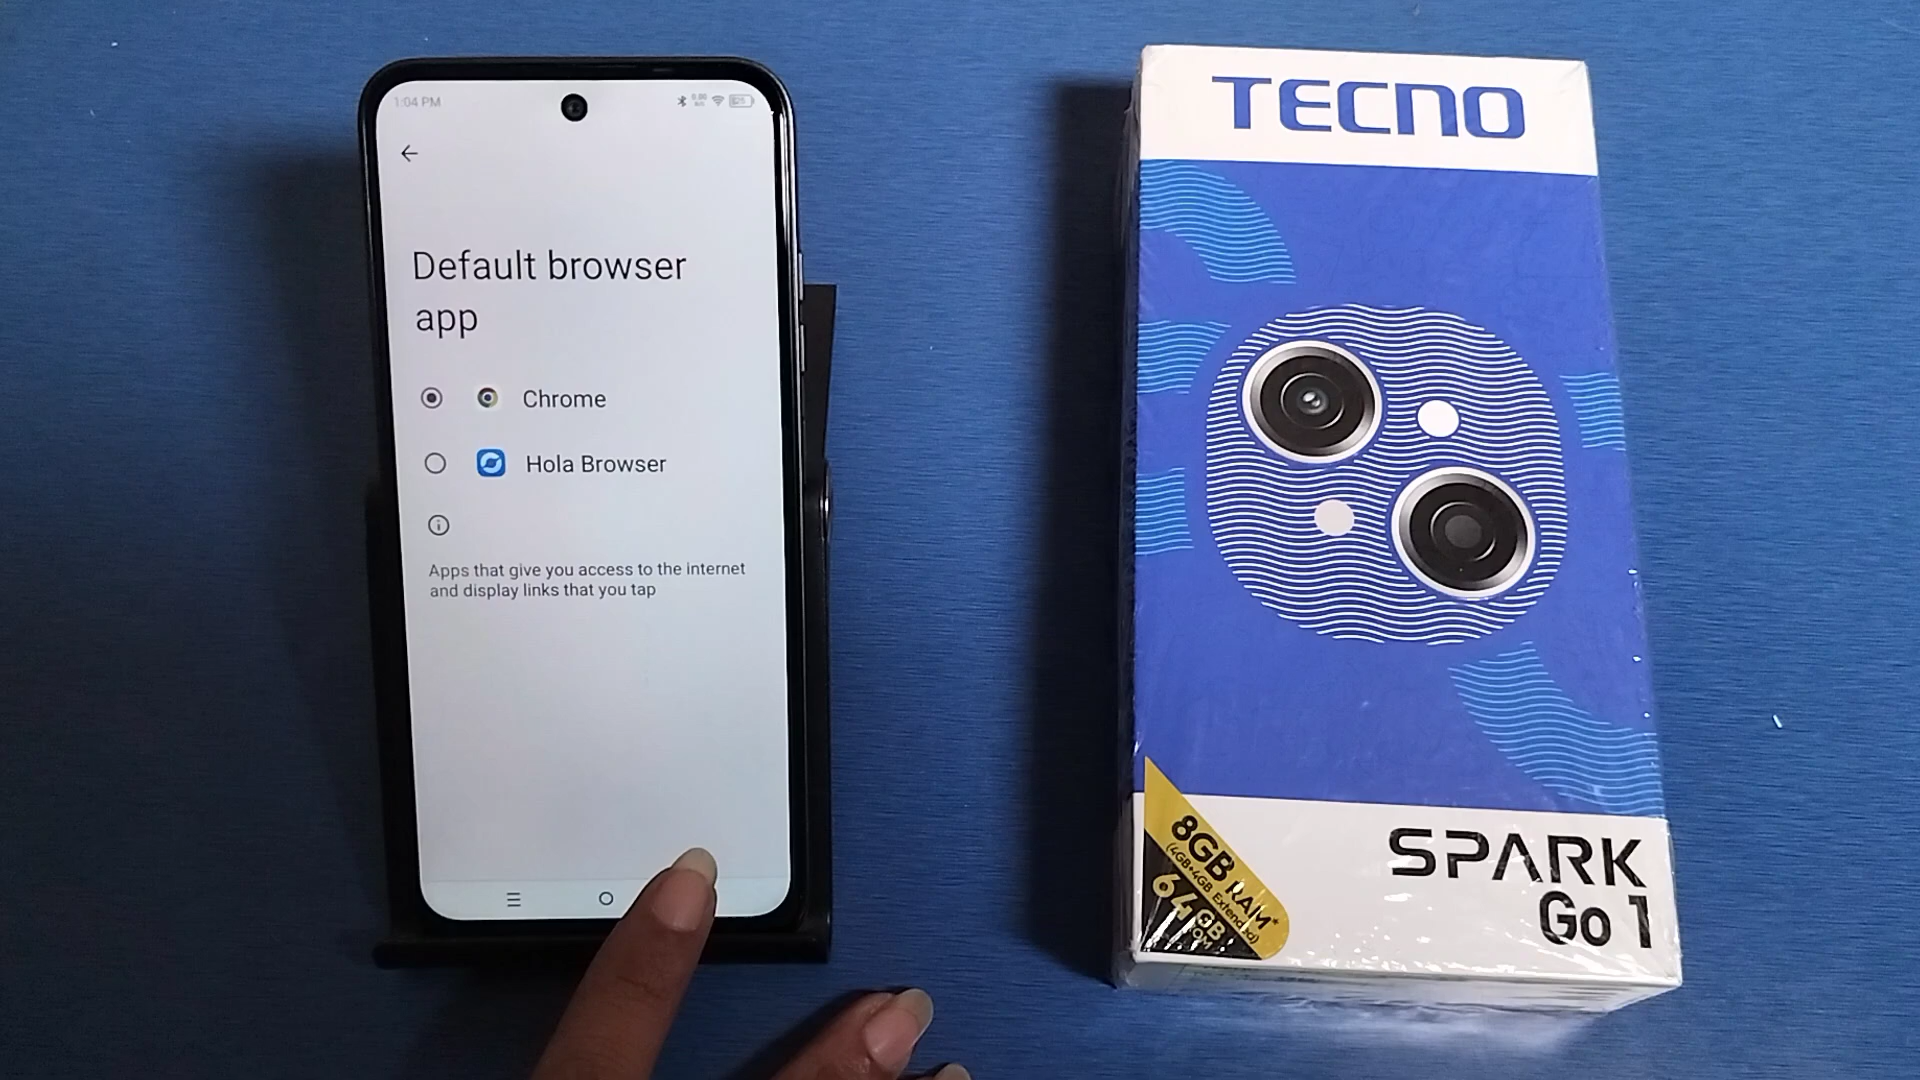 1:04 PM
Default browser
app
Chrome
Hola Browser
Apps that give you access to the internet
and display links that you tap
TECNO
8GB RAM*
(4GB+4GB Extended)
64GB
ROM
SPARK
Go 1